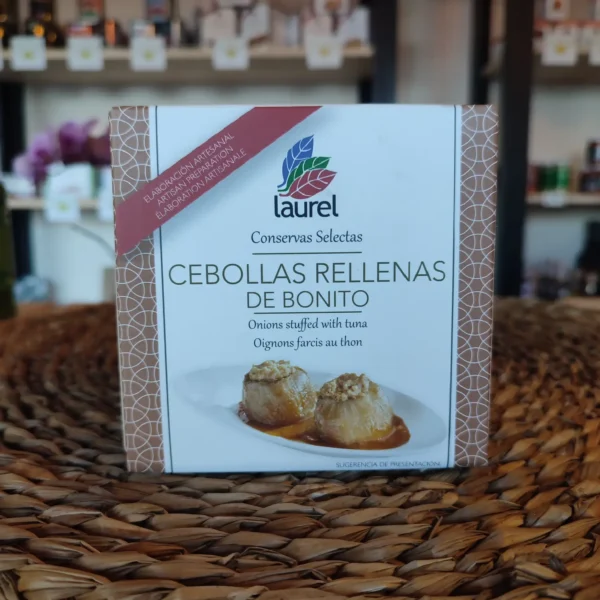 ELABORACIÓN ARTESANAL
ARTISAN PREPARATION
ÉLABORATION ARTISANALE
laurel
Conservas Selectas
CEBOLLAS RELLENAS
DE BONITO
Onions stuffed with tuna
Oignons farcis au thon
SUGERENCIA DE PRESENTACIÓN